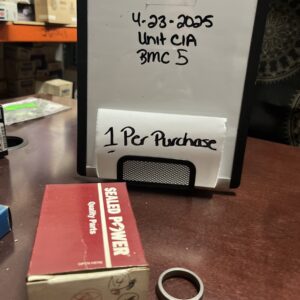 4-23-2025
Unit C1A
BMC 5
1 Per Purchase
SEALED POWER
Quality Parts